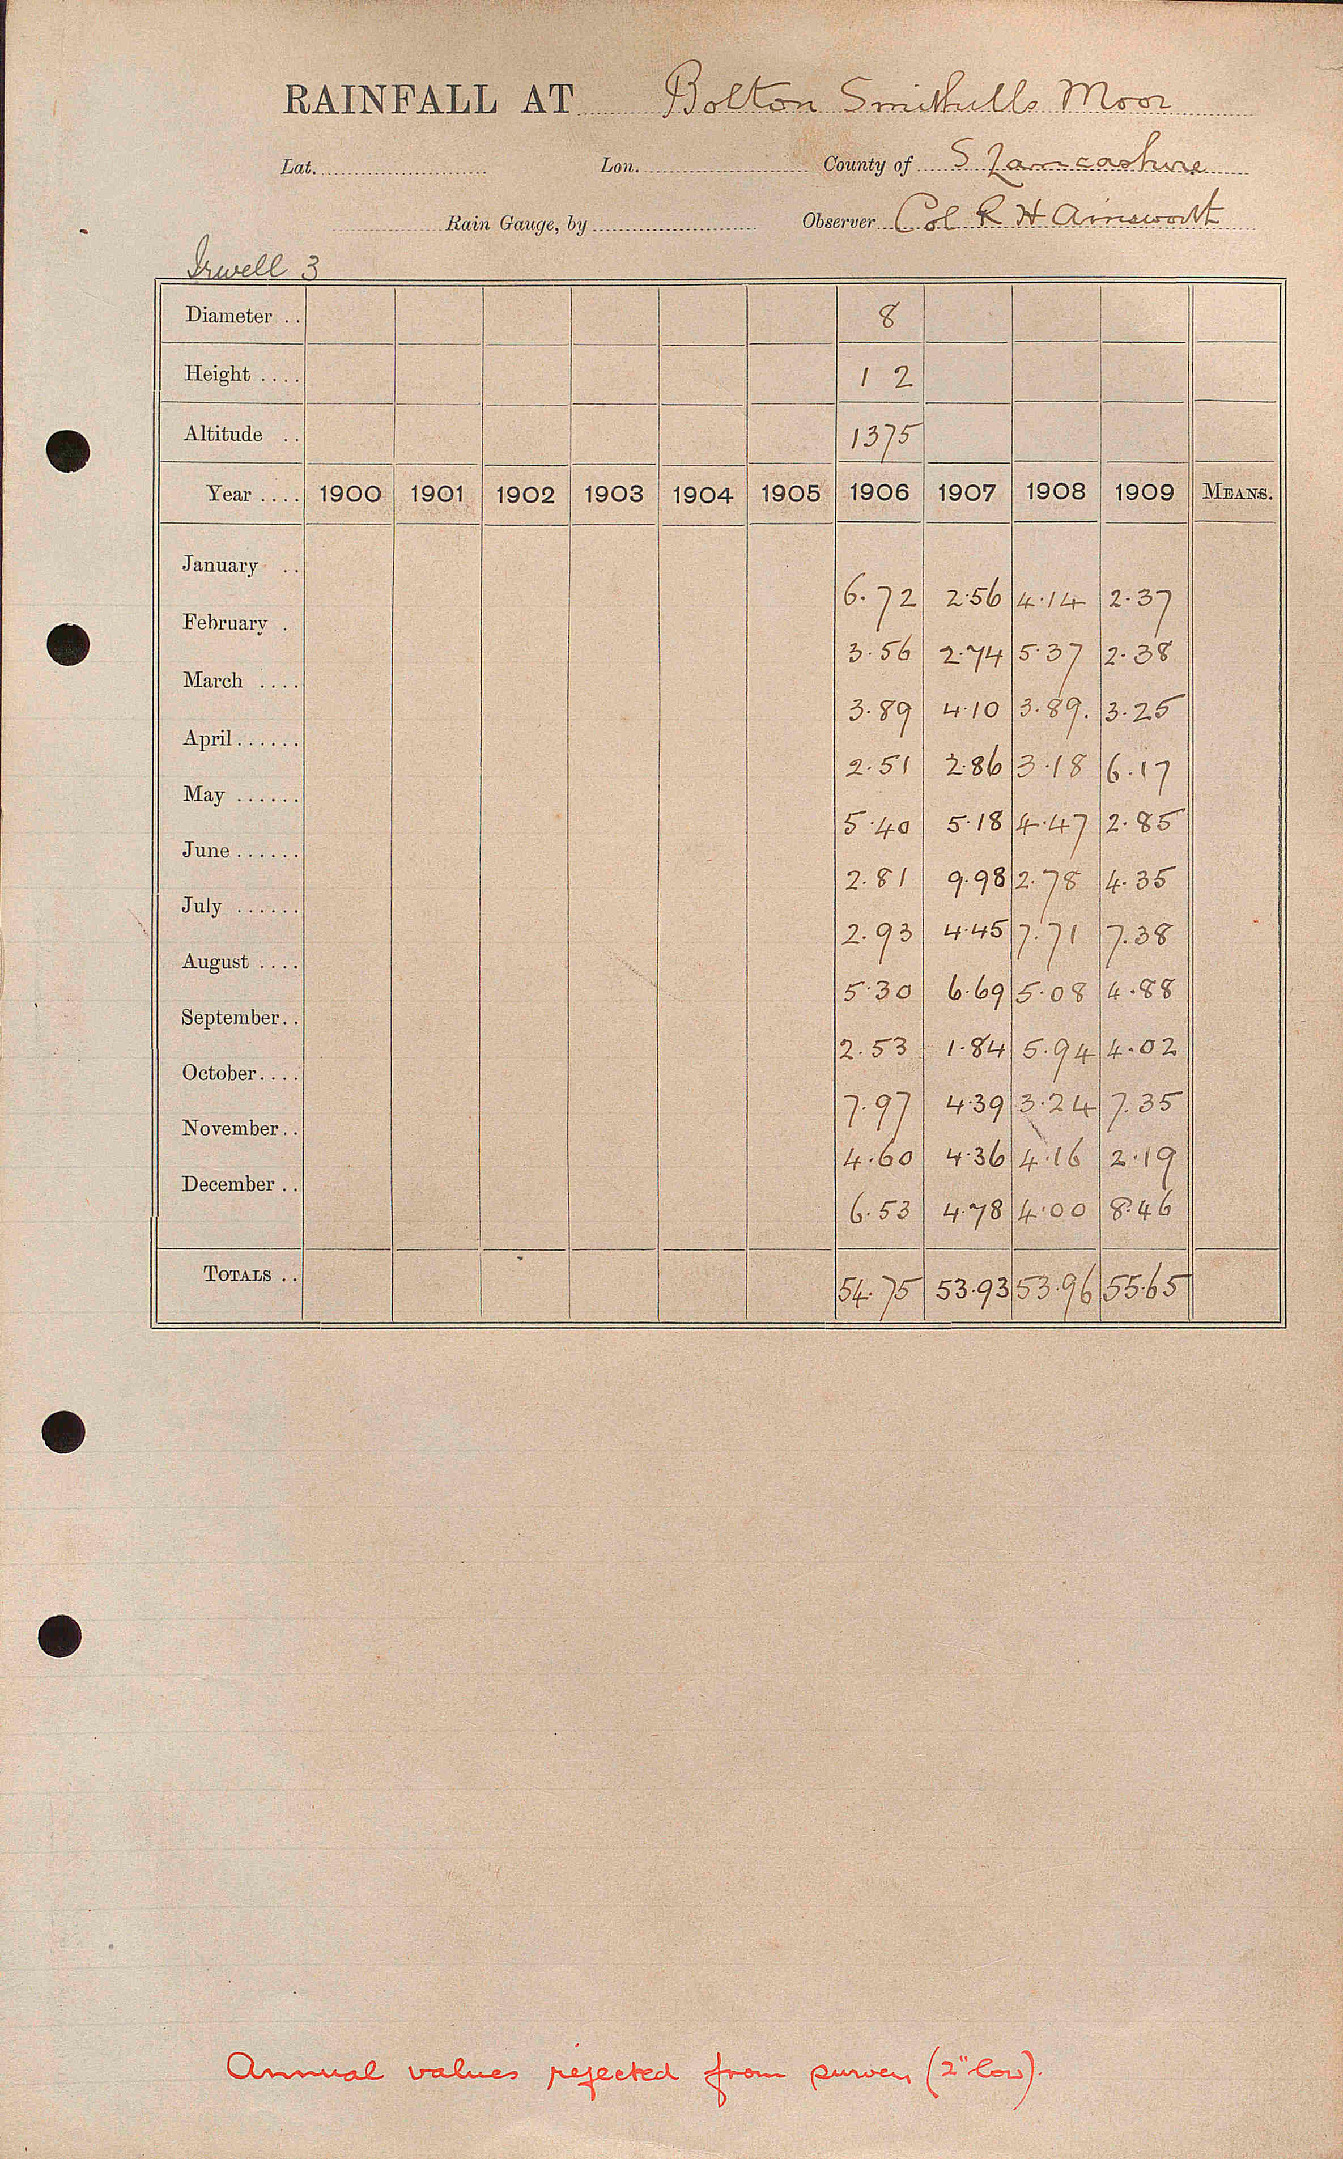 RAINFALL AT Bolton Smithills Moor
Lat. Lon. County of S Lancashire
Rain Gauge, by Observer Col R H Ainsworth
Irwell 3
Diameter .. 8
Height .... 1 2
Altitude .. 1375
Year .... 1900 1901 1902 1903 1904 1905 1906 1907 1908 1909 MEANS.
January .. 6.72 2.56 4.14 2.37
February . 3.56 2.74 5.37 2.38
March .... 3.89 4.10 3.89. 3.25
April ...... 2.51 2.86 3.18 6.17
May ...... 5.40 5.18 4.47 2.85
June ...... 2.81 9.98 2.78 4.35
July ...... 2.93 4.45 7.71 7.38
August .... 5.30 6.69 5.08 4.88
September.. 2.53 1.84 5.94 4.02
October.... 7.97 4.39 3.24 7.35
November.. 4.60 4.36 4.16 2.19
December .. 6.53 4.78 4.00 8.46
TOTALS .. 54.75 53.93 53.96 55.65
Annual values rejected from survey (2" low).